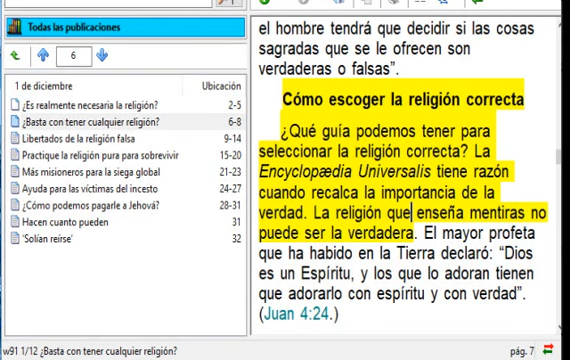 Todas las publicaciones
6
1 de diciembre Ubicación
¿Es realmente necesaria la religión? 2-5
¿Basta con tener cualquier religión? 6-8
Libertados de la religión falsa 9-14
Practique la religión pura para sobrevivir 15-20
Más misioneros para la siega global 21-23
Ayuda para las víctimas del incesto 24-27
¿Cómo podemos pagarle a Jehová? 28-31
Hacen cuanto pueden 31
‘Solían reírse’ 32
w91 1/12 ¿Basta con tener cualquier religión?
el hombre tendrá que decidir si las cosas
sagradas que se le ofrecen son
verdaderas o falsas”.
Cómo escoger la religión correcta
¿Qué guía podemos tener para
seleccionar la religión correcta? La
Encyclopædia Universalis tiene razón
cuando recalca la importancia de la
verdad. La religión que enseña mentiras no
puede ser la verdadera. El mayor profeta
que ha habido en la Tierra declaró: “Dios
es un Espíritu, y los que lo adoran tienen
que adorarlo con espíritu y con verdad”.
(Juan 4:24.)
pág. 7